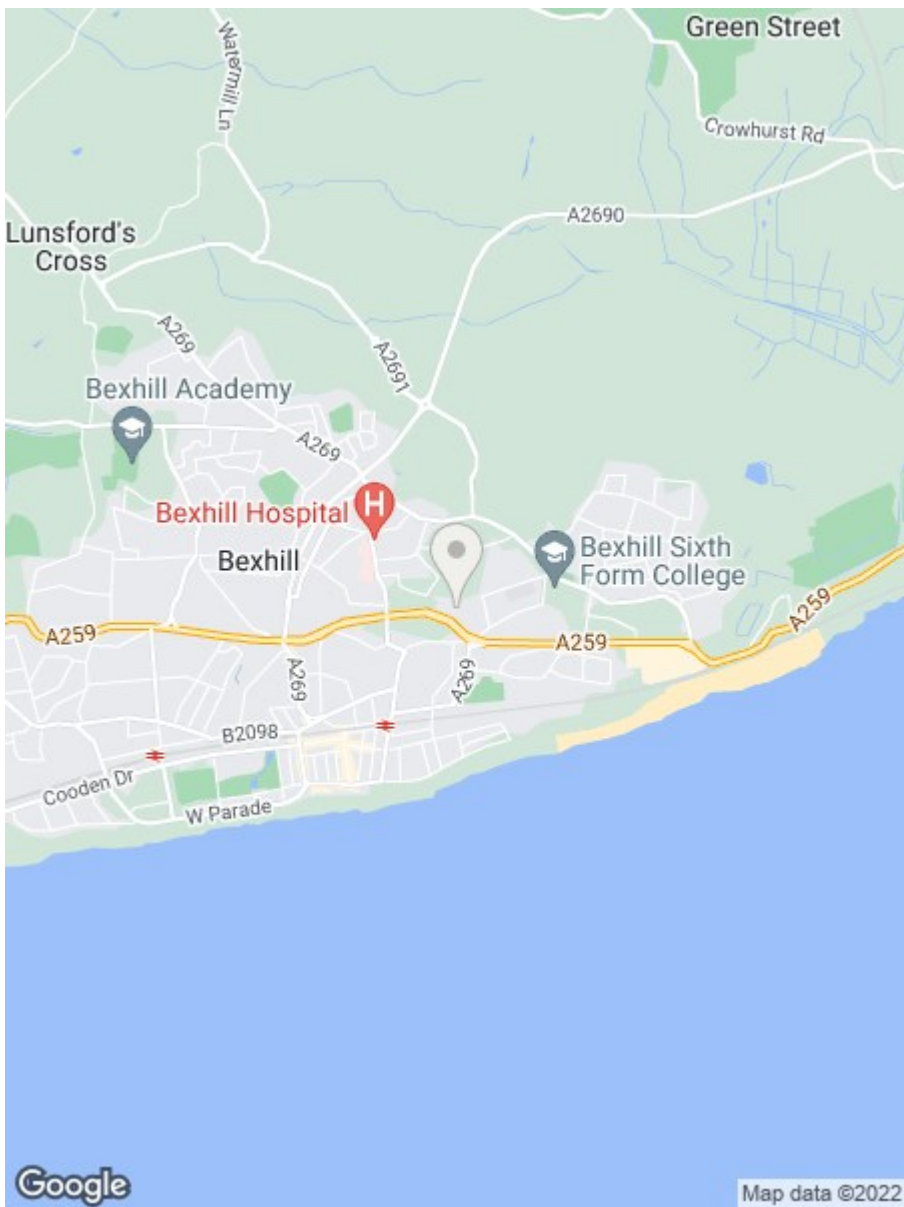 Green Street
Watermill Ln
Crowhurst Rd
A2690
Lunsford's
Cross
A269
A2691
Bexhill Academy
A269
Bexhill Hospital
H
Bexhill
Bexhill Sixth
Form College
A259
A259
A259
A269
A269
B2098
Cooden Dr
W Parade
Google
Map data ©2022